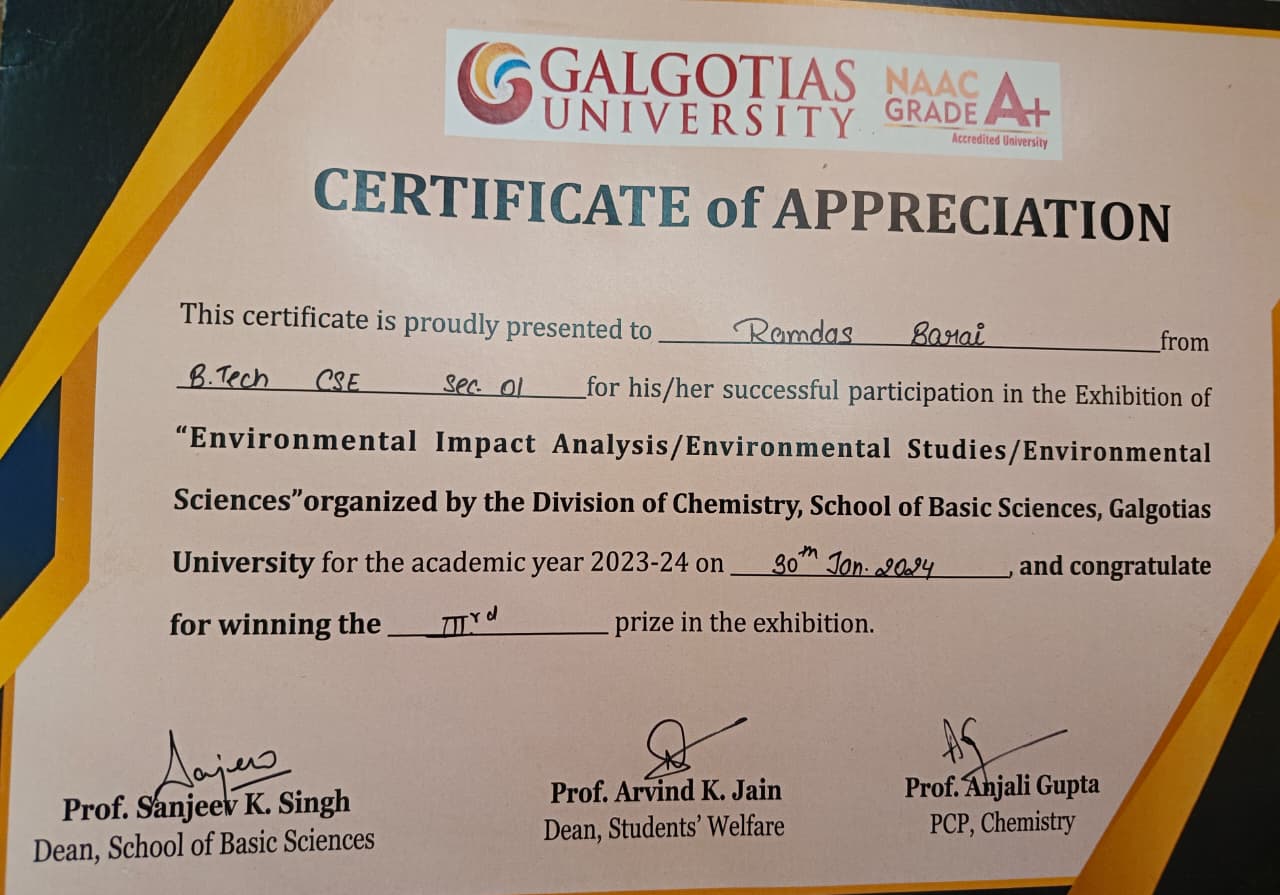 GALGOTIAS
UNIVERSITY
NAAC
GRADE A+
Accredited University
CERTIFICATE of APPRECIATION
This certificate is proudly presented to Ramdas Barai from
B.Tech CSE Sec. 01 for his/her successful participation in the Exhibition of
“Environmental Impact Analysis/Environmental Studies/Environmental
Sciences”organized by the Division of Chemistry, School of Basic Sciences, Galgotias
University for the academic year 2023-24 on 30th Jan. 2024, and congratulate
for winning the IIIrd prize in the exhibition.
Prof. Sanjeev K. Singh
Dean, School of Basic Sciences
Prof. Arvind K. Jain
Dean, Students’ Welfare
AG
Prof. Anjali Gupta
PCP, Chemistry